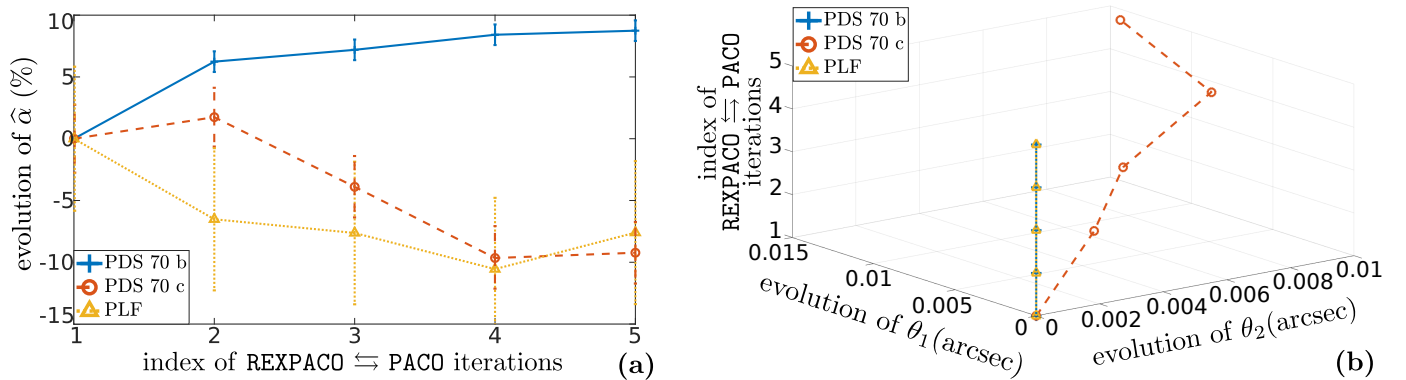 evolution of α̂ (%)
10
5
0
-5
-10
-15
PDS 70 b
PDS 70 c
PLF
1
2
3
4
5
index of REXPACO ⇆ PACO iterations
(a)
PDS 70 b
PDS 70 c
PLF
index of
REXPACO ⇆ PACO
iterations
5
4
3
2
1
0.015
0.01
0.005
0
evolution of θ₁(arcsec)
0
0.002
0.004
0.006
0.008
0.01
evolution of θ₂(arcsec)
(b)